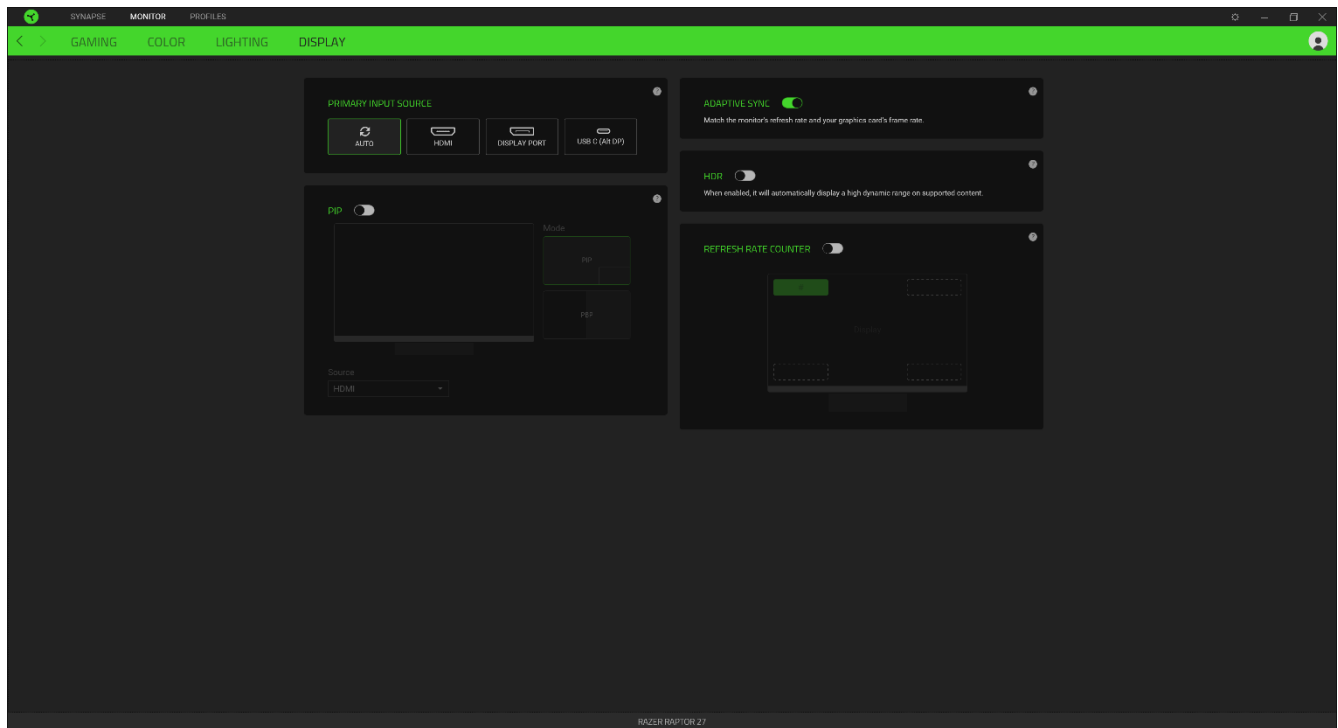 SYNAPSE MONITOR PROFILES
GAMING COLOR LIGHTING DISPLAY
PRIMARY INPUT SOURCE
AUTO
HDMI
DISPLAY PORT
USB C (Alt DP)
PIP
Mode
PIP
PBP
Source
HDMI
ADAPTIVE SYNC
Match the monitor's refresh rate and your graphics card's frame rate.
HDR
When enabled, it will automatically display a high dynamic range on supported content.
REFRESH RATE COUNTER
Display
RAZER RAPTOR 27